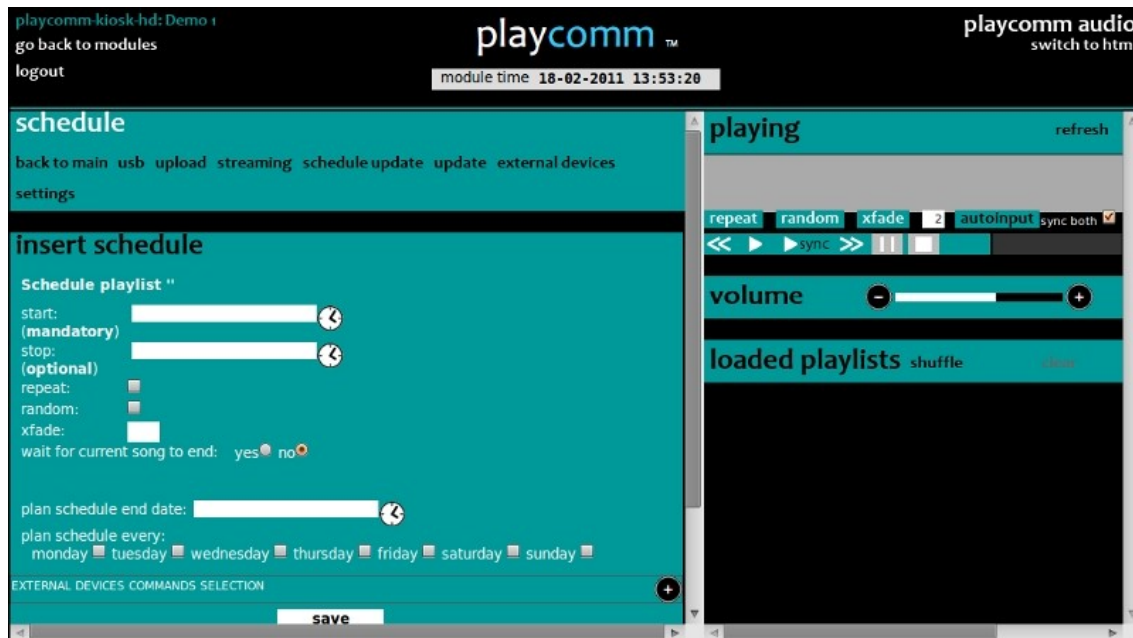 playcomm-kiosk-hd: Demo 1
go back to modules
logout
playcomm ™
module time 18-02-2011 13:53:20
playcomm audio
switch to htm
schedule
back to main usb upload streaming schedule update update external devices
settings
insert schedule
Schedule playlist ''
start:
(mandatory)
stop:
(optional)
repeat:
random:
xfade:
wait for current song to end: yes no
plan schedule end date:
plan schedule every:
monday tuesday wednesday thursday friday saturday sunday
EXTERNAL DEVICES COMMANDS SELECTION
save
playing refresh
repeat random xfade 2 autoinput sync both
sync
volume
loaded playlists shuffle clear